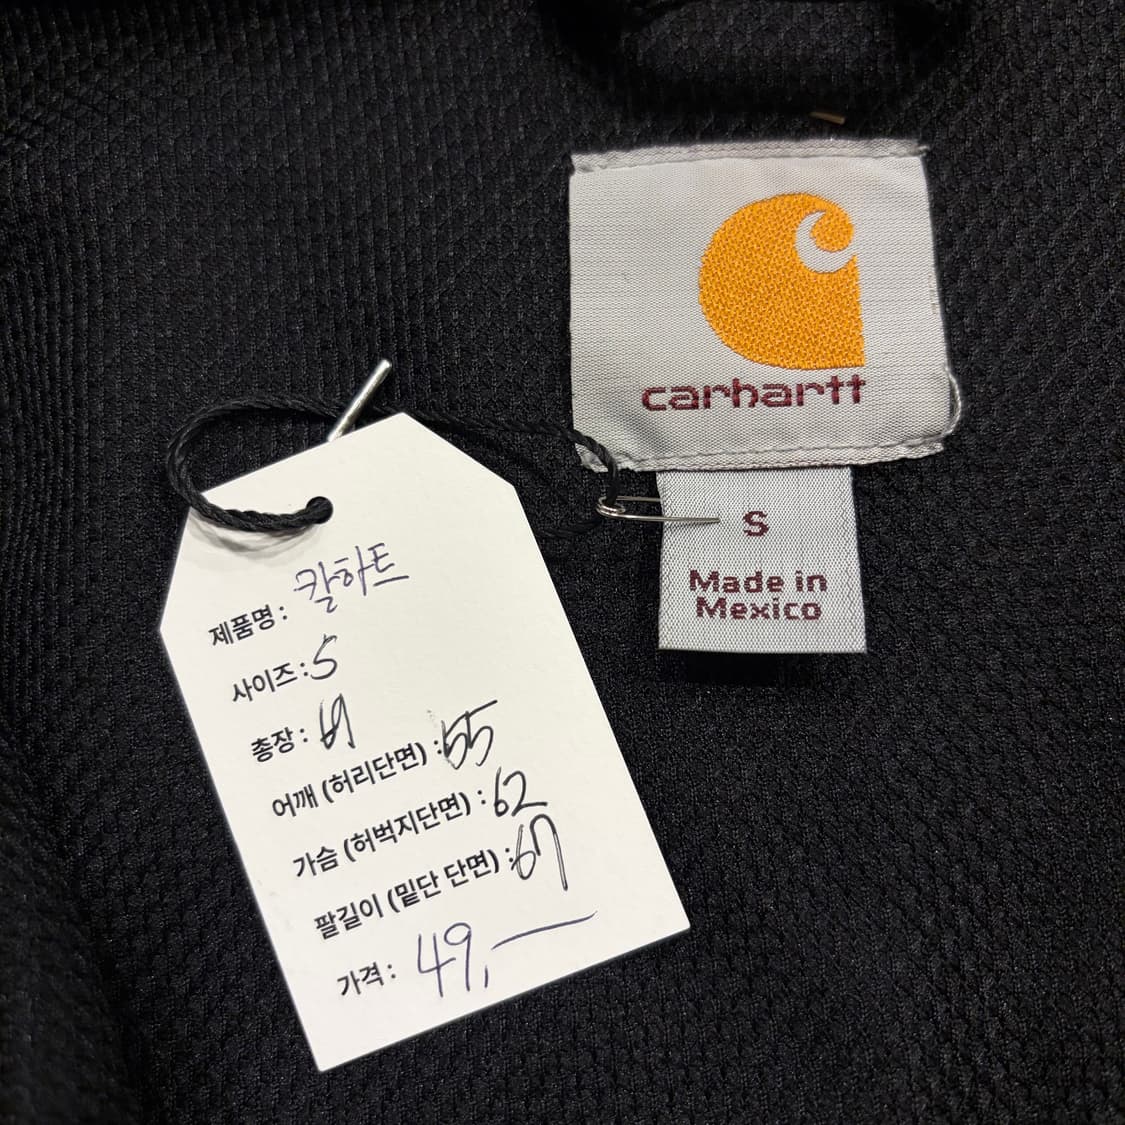 carhartt
S
Made in
Mexico
제품명 : 칼하트
사이즈 : S
총장 : 69
어깨 (허리단면) : 55
가슴 (허벅지단면) : 62
팔길이 (밑단 단면) : 67
가격 : 49,—